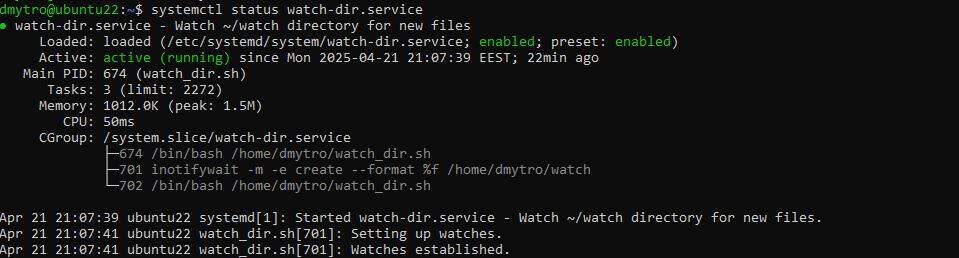 dmytro@ubuntu22:~$ systemctl status watch-dir.service
● watch-dir.service - Watch ~/watch directory for new files
     Loaded: loaded (/etc/systemd/system/watch-dir.service; enabled; preset: enabled)
     Active: active (running) since Mon 2025-04-21 21:07:39 EEST; 22min ago
   Main PID: 674 (watch_dir.sh)
      Tasks: 3 (limit: 2272)
     Memory: 1012.0K (peak: 1.5M)
        CPU: 50ms
     CGroup: /system.slice/watch-dir.service
             ├─674 /bin/bash /home/dmytro/watch_dir.sh
             ├─701 inotifywait -m -e create --format %f /home/dmytro/watch
             └─702 /bin/bash /home/dmytro/watch_dir.sh
Apr 21 21:07:39 ubuntu22 systemd[1]: Started watch-dir.service - Watch ~/watch directory for new files.
Apr 21 21:07:41 ubuntu22 watch_dir.sh[701]: Setting up watches.
Apr 21 21:07:41 ubuntu22 watch_dir.sh[701]: Watches established.